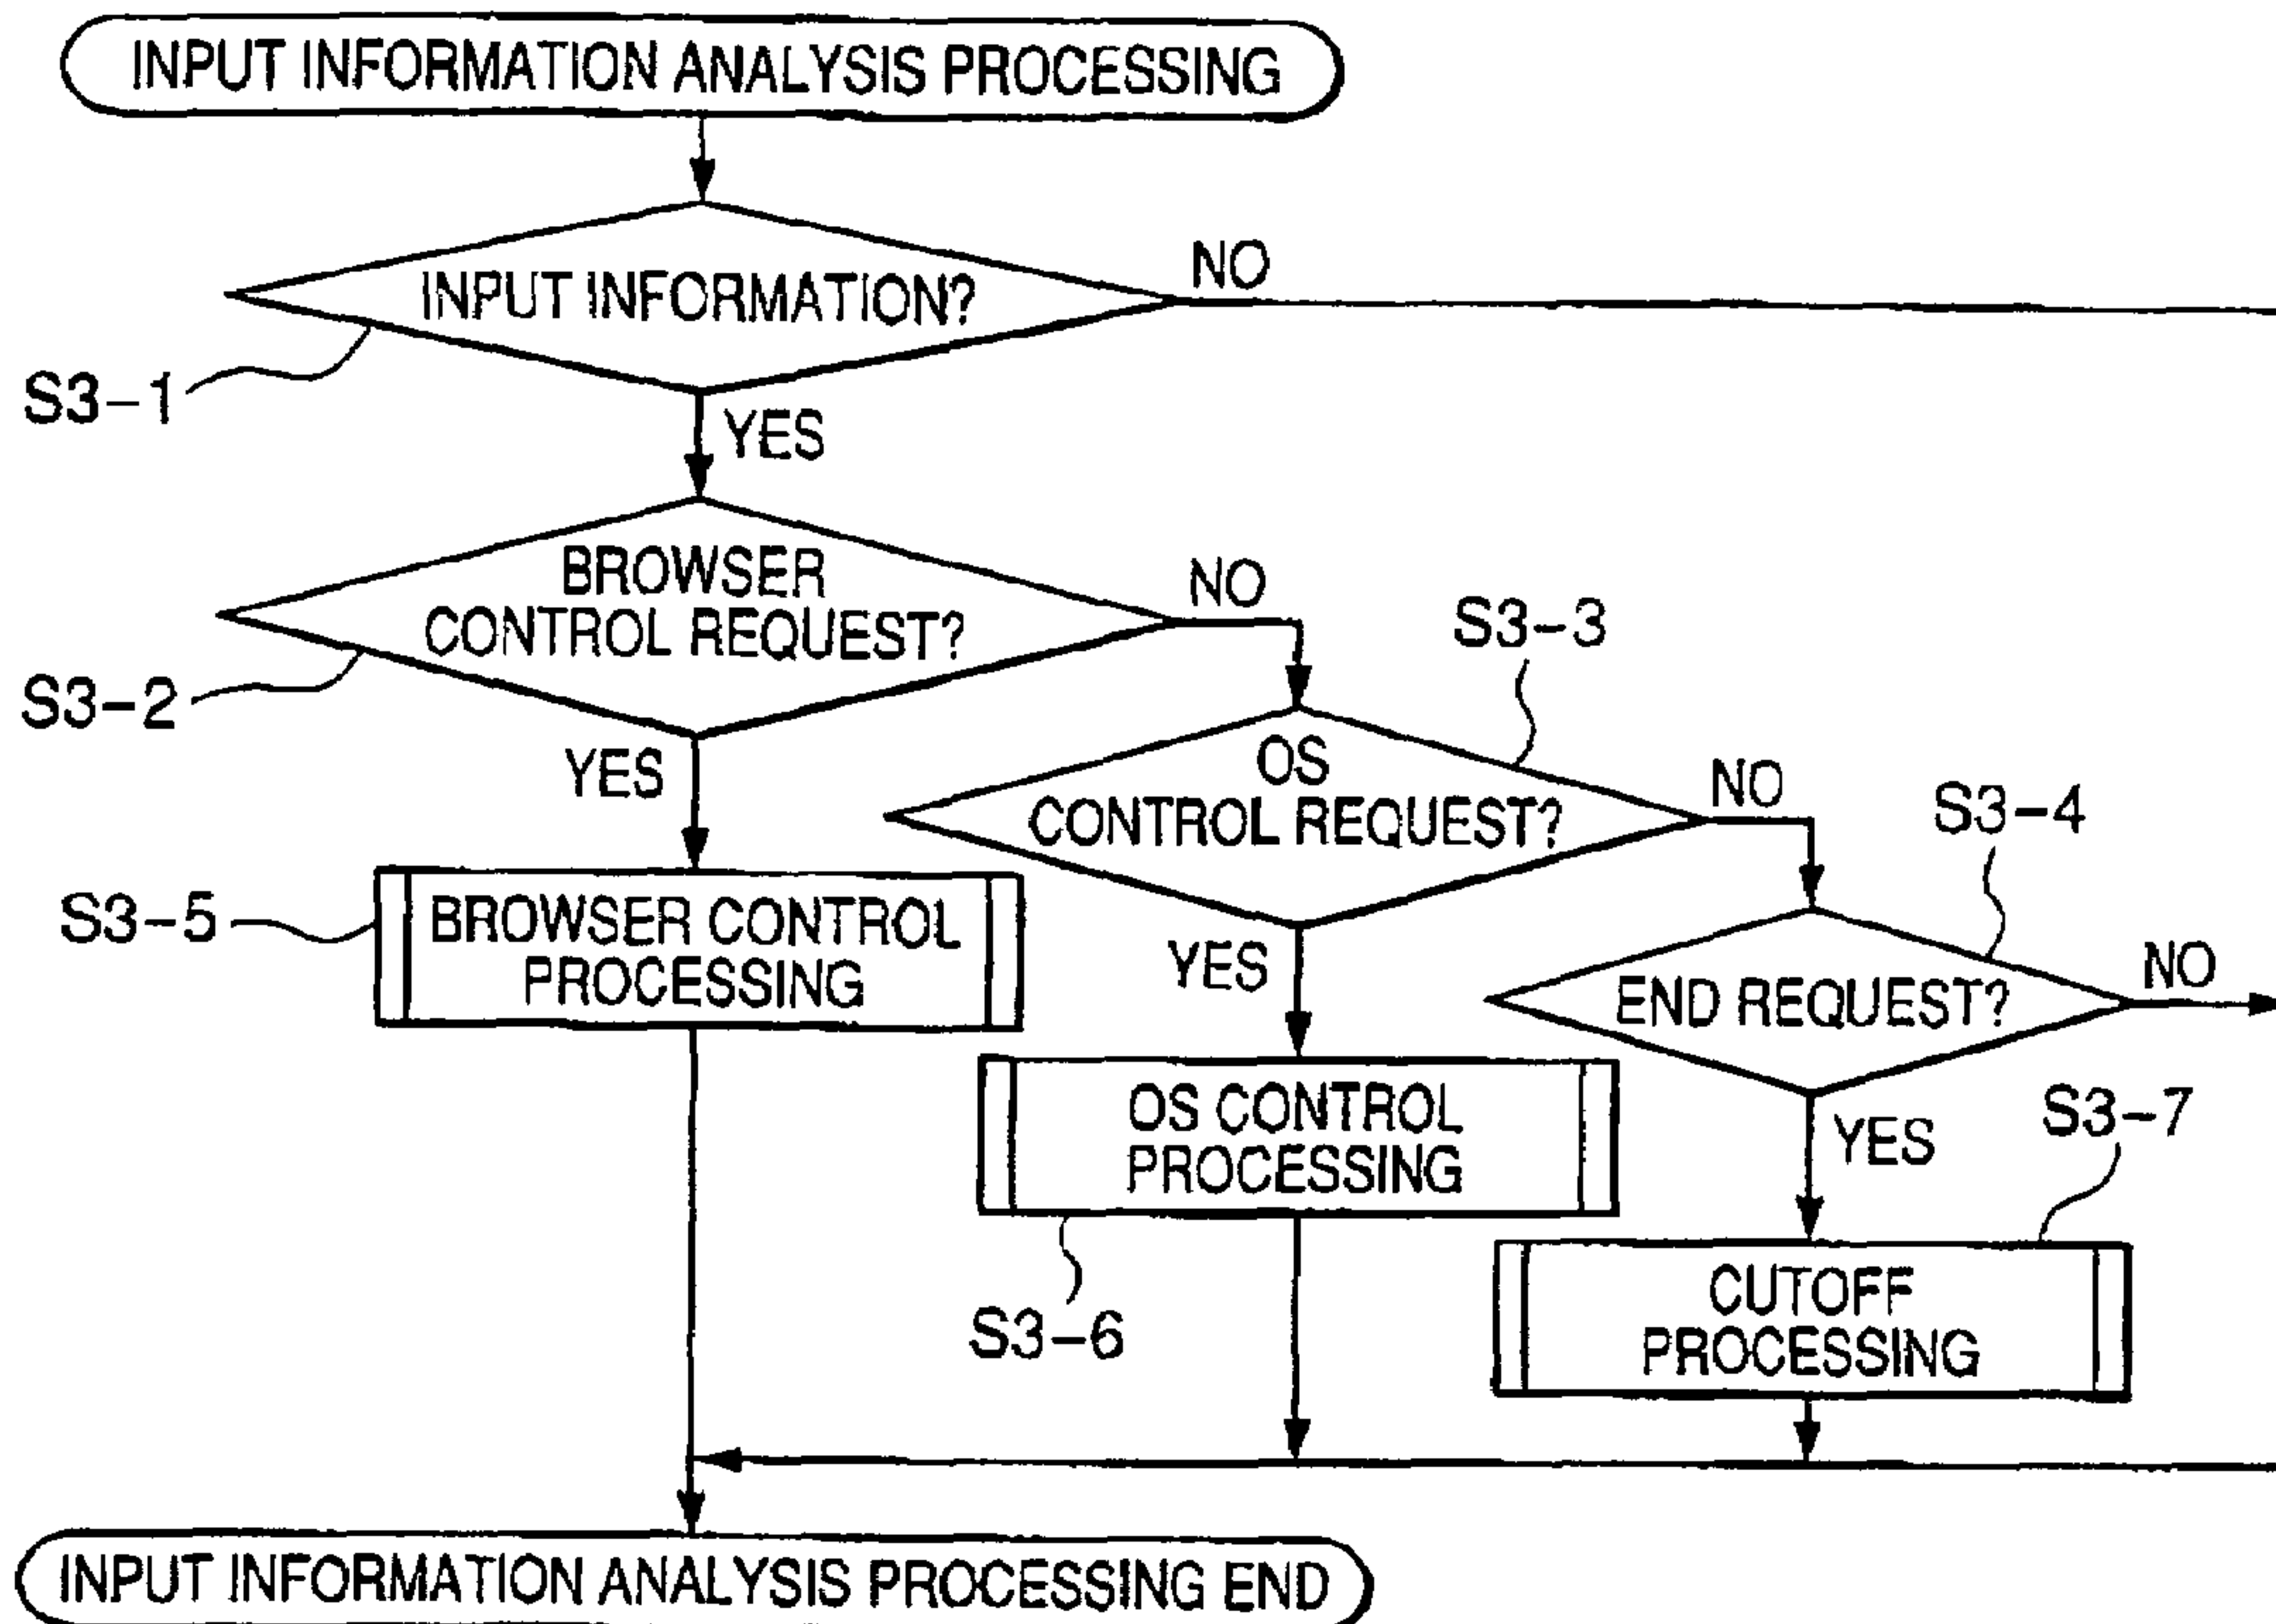 INPUT INFORMATION ANALYSIS PROCESSING
INPUT INFORMATION?
NO
S3-1
YES
BROWSER
CONTROL REQUEST?
NO
S3-2
YES
S3-3
OS
CONTROL REQUEST?
NO
YES
S3-4
END REQUEST?
NO
YES
S3-5
BROWSER CONTROL
PROCESSING
OS CONTROL
PROCESSING
S3-6
S3-7
CUTOFF
PROCESSING
INPUT INFORMATION ANALYSIS PROCESSING END